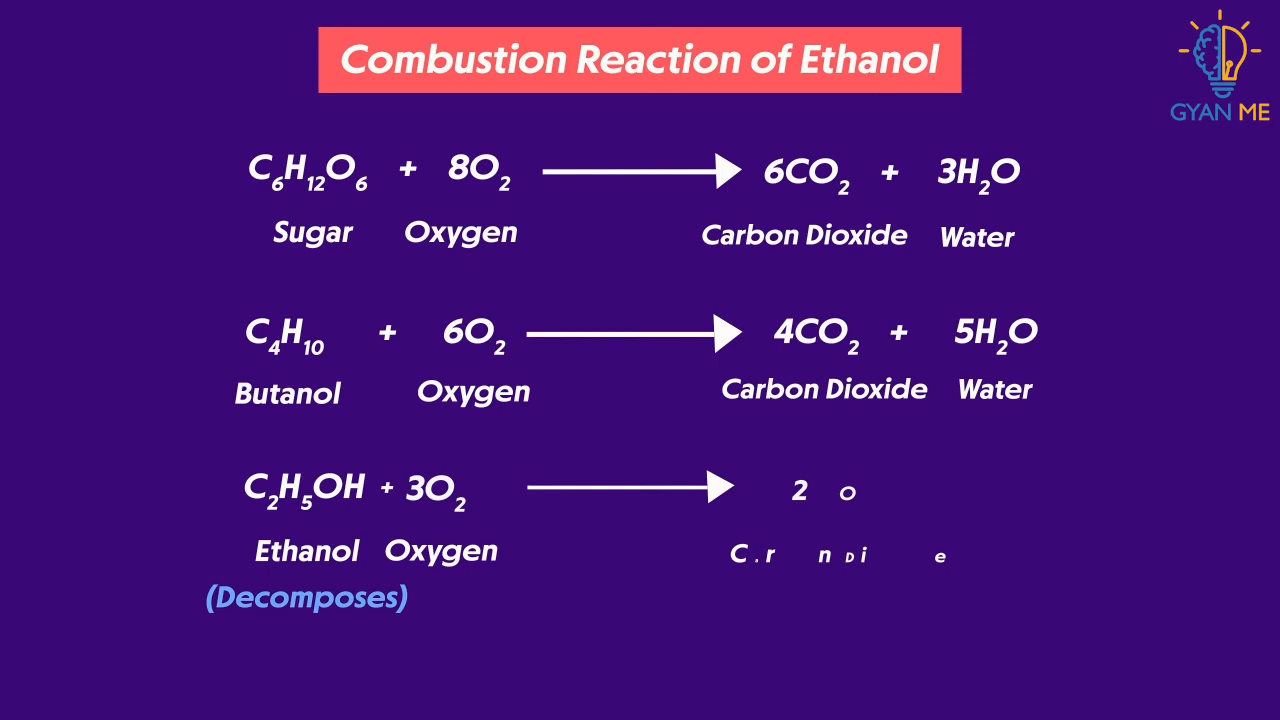 Combustion Reaction of Ethanol
GYAN ME
C₆H₁₂O₆ + 8O₂ → 6CO₂ + 3H₂O
Sugar Oxygen Carbon Dioxide Water
C₄H₁₀ + 6O₂ → 4CO₂ + 5H₂O
Butanol Oxygen Carbon Dioxide Water
C₂H₅OH + 3O₂ → 2 O
Ethanol Oxygen
(Decomposes)